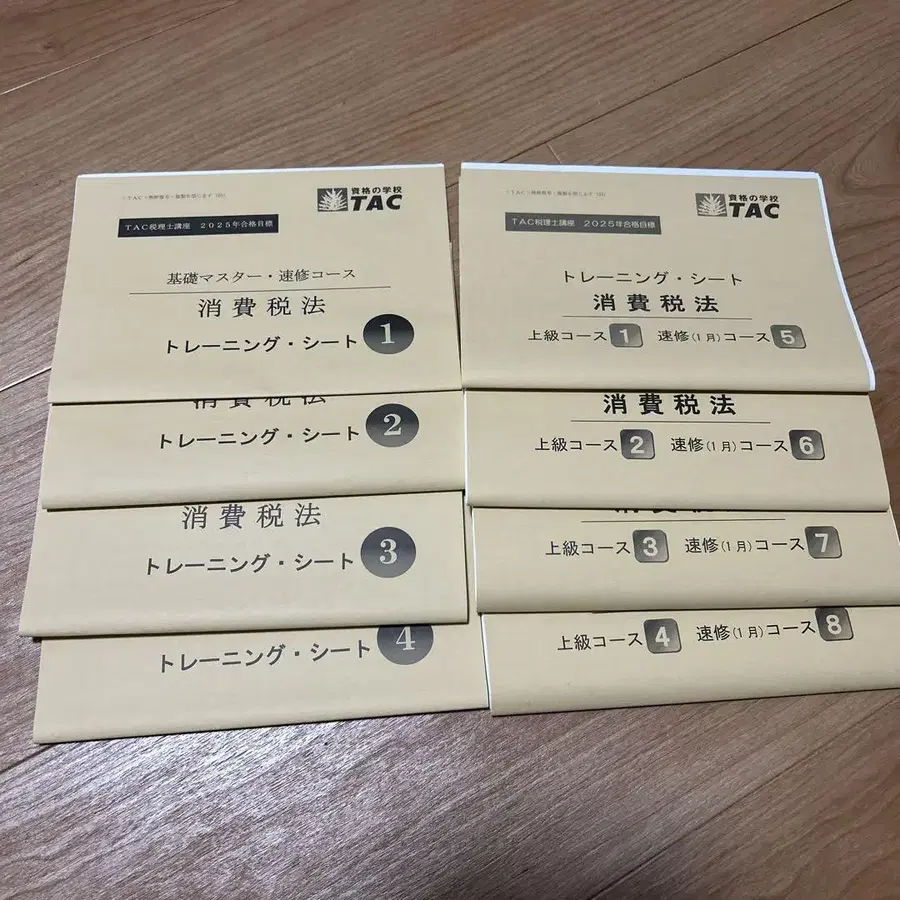 資格の学校
TAC
TAC税理士講座 2025年合格目標
基礎マスター・速修コース
消費税法
トレーニング・シート 1
消費税法
トレーニング・シート 2
消費税法
トレーニング・シート 3
トレーニング・シート 4
資格の学校
TAC
TAC税理士講座 2025年合格目標
トレーニング・シート
消費税法
上級コース 1 速修(1月)コース 5
消費税法
上級コース 2 速修(1月)コース 6
上級コース 3 速修(1月)コース 7
上級コース 4 速修(1月)コース 8